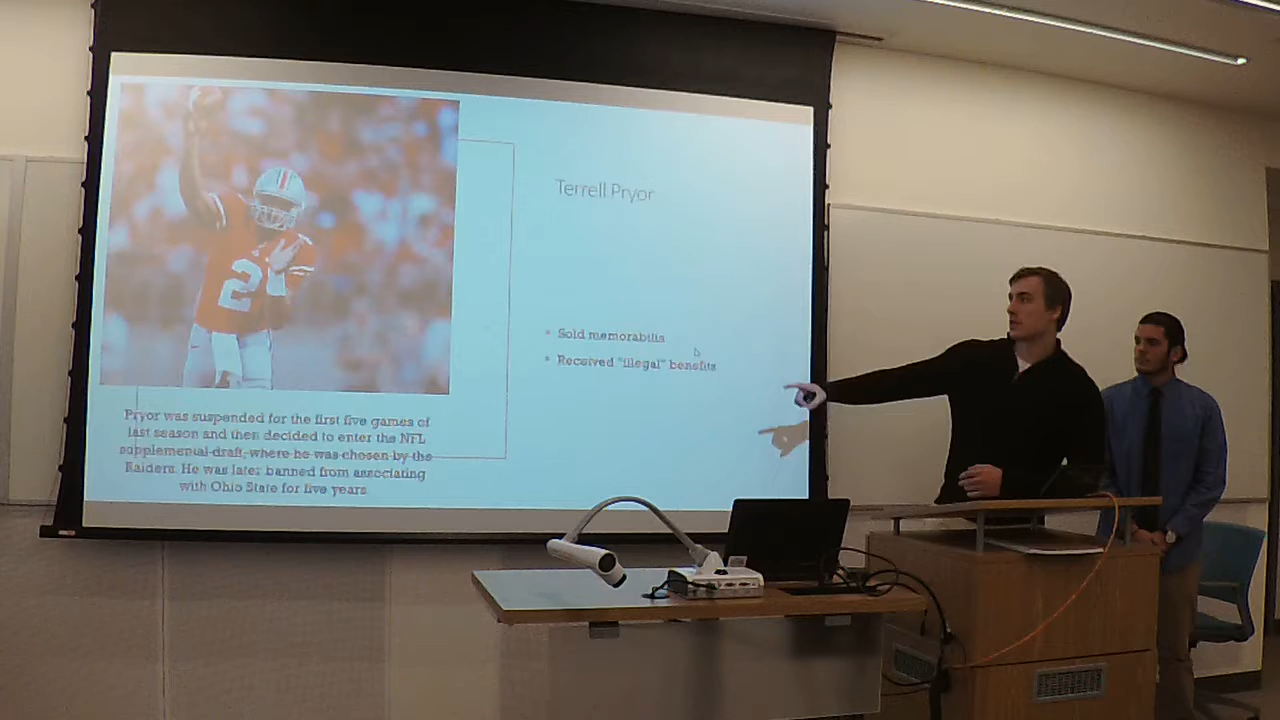 Terrell Pryor
Sold memorabilia
Received "illegal" benefits
2
Pryor was suspended for the first five games of
last season and then decided to enter the NFL
supplemental draft, where he was chosen by the
Raiders. He was later banned from associating
with Ohio State for five years